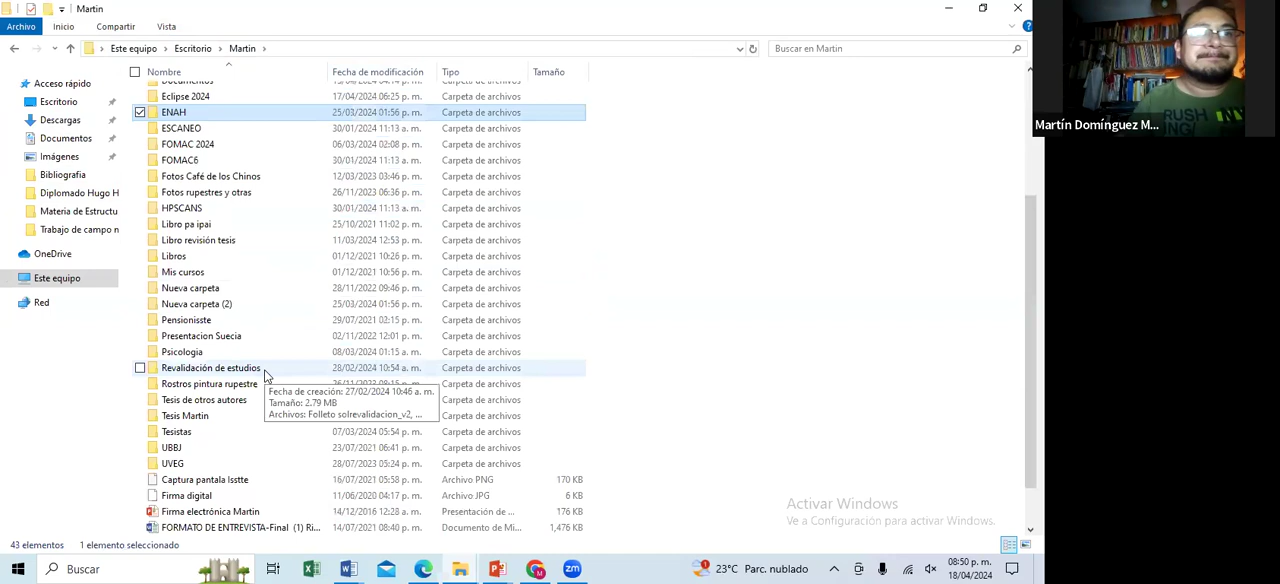 Martin
Archivo Inicio Compartir Vista
Este equipo > Escritorio > Martin >
Buscar en Martin
Nombre Fecha de modificación Tipo Tamaño
Acceso rápido
Escritorio
Descargas
Documentos
Imágenes
Bibliografia
Diplomado Hugo H
Materia de Estructu
Trabajo de campo n
OneDrive
Este equipo
Red
Documentos Carpeta de archivos
Eclipse 2024 17/04/2024 06:25 p. m. Carpeta de archivos
ENAH 25/03/2024 01:56 p. m. Carpeta de archivos
ESCANEO 30/01/2024 11:13 a. m. Carpeta de archivos
FOMAC 2024 06/03/2024 02:08 p. m. Carpeta de archivos
FOMAC6 30/01/2024 11:13 a. m. Carpeta de archivos
Fotos Café de los Chinos 12/03/2023 03:46 p. m. Carpeta de archivos
Fotos rupestres y otras 26/11/2023 06:36 p. m. Carpeta de archivos
HPSCANS 30/01/2024 11:13 a. m. Carpeta de archivos
Libro pa ipai 25/10/2021 11:02 p. m. Carpeta de archivos
Libro revisión tesis 11/03/2024 12:53 p. m. Carpeta de archivos
Libros 01/12/2021 10:26 p. m. Carpeta de archivos
Mis cursos 01/12/2021 10:56 p. m. Carpeta de archivos
Nueva carpeta 28/11/2022 09:46 p. m. Carpeta de archivos
Nueva carpeta (2) 25/03/2024 01:56 p. m. Carpeta de archivos
Pensionisste 29/07/2021 02:15 p. m. Carpeta de archivos
Presentacion Suecia 02/11/2022 12:01 p. m. Carpeta de archivos
Psicologia 08/03/2024 01:15 a. m. Carpeta de archivos
Revalidación de estudios 28/02/2024 10:54 a. m. Carpeta de archivos
Rostros pintura rupestre 26/11/2023 08:15 p. m. Carpeta de archivos
Fecha de creación: 27/02/2024 10:46 a. m.
Tamaño: 2.79 MB
Archivos: Folleto solrevalidacion_v2, ...
Tesis de otros autores Carpeta de archivos
Tesis Martin Carpeta de archivos
Tesistas 07/03/2024 05:54 p. m. Carpeta de archivos
UBBJ 23/07/2021 06:41 p. m. Carpeta de archivos
UVEG 28/07/2023 05:24 p. m. Carpeta de archivos
Captura pantala Isstte 16/07/2021 05:58 p. m. Archivo PNG 170 KB
Firma digital 11/06/2020 04:17 p. m. Archivo JPG 6 KB
Firma electrónica Martin 14/12/2016 12:28 a. m. Presentación de ... 176 KB
FORMATO DE ENTREVISTA-Final (1) Ri... 14/07/2021 08:40 p. m. Documento de Mi... 1,476 KB
43 elementos 1 elemento seleccionado
Activar Windows
Ve a Configuración para activar Windows.
RUSH
Martín Domínguez M...
Buscar
zm
23°C Parc. nublado
08:50 p. m.
18/04/2024